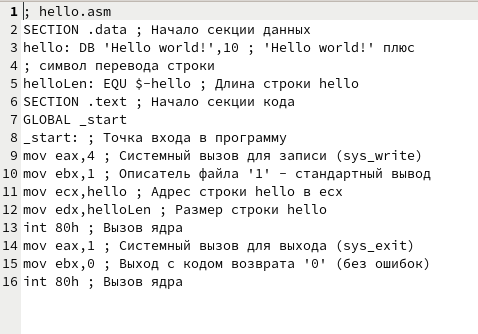 1 ; hello.asm
2 SECTION .data ; Начало секции данных
3 hello: DB 'Hello world!',10 ; 'Hello world!' плюс
4 ; символ перевода строки
5 helloLen: EQU $-hello ; Длина строки hello
6 SECTION .text ; Начало секции кода
7 GLOBAL _start
8 _start: ; Точка входа в программу
9 mov eax,4 ; Системный вызов для записи (sys_write)
10 mov ebx,1 ; Описатель файла '1' - стандартный вывод
11 mov ecx,hello ; Адрес строки hello в ecx
12 mov edx,helloLen ; Размер строки hello
13 int 80h ; Вызов ядра
14 mov eax,1 ; Системный вызов для выхода (sys_exit)
15 mov ebx,0 ; Выход с кодом возврата '0' (без ошибок)
16 int 80h ; Вызов ядра